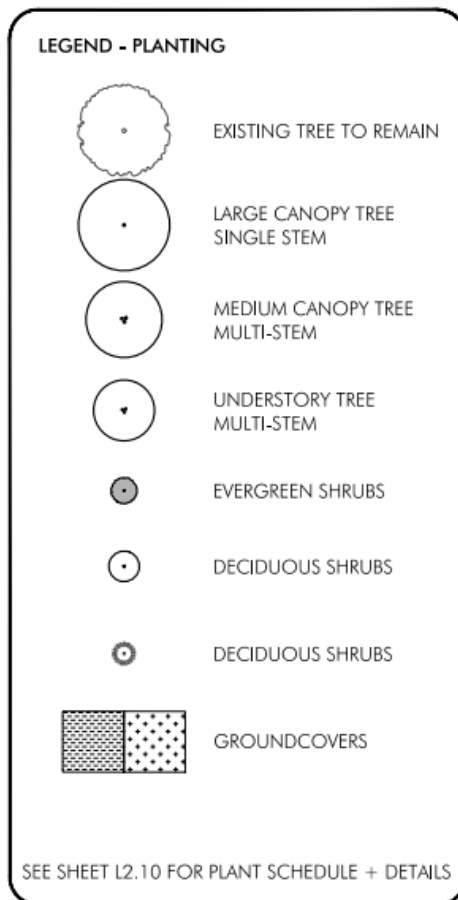 LEGEND - PLANTING
EXISTING TREE TO REMAIN
LARGE CANOPY TREE
SINGLE STEM
MEDIUM CANOPY TREE
MULTI-STEM
UNDERSTORY TREE
MULTI-STEM
EVERGREEN SHRUBS
DECIDUOUS SHRUBS
DECIDUOUS SHRUBS
GROUNDCOVERS
SEE SHEET L2.10 FOR PLANT SCHEDULE + DETAILS